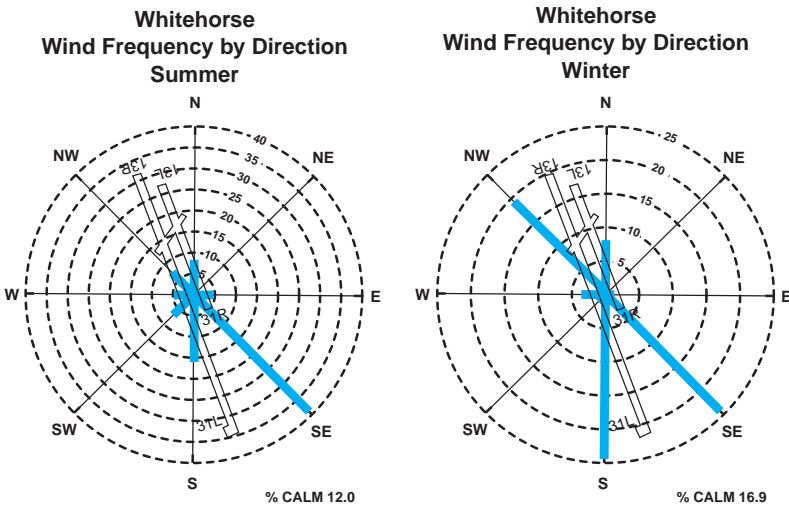 Whitehorse
Wind Frequency by Direction
Summer
N
NE
E
SE
S
SW
W
NW
40
35
30
25
20
15
10
5
13R
13L
31R
31L
% CALM 12.0
Whitehorse
Wind Frequency by Direction
Winter
N
NE
E
SE
S
SW
W
NW
25
20
15
10
5
13R
13L
31R
31L
% CALM 16.9